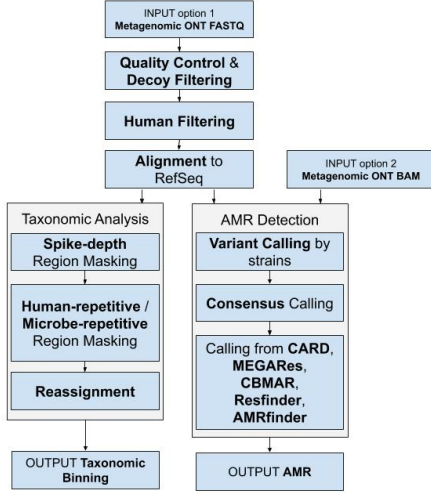 INPUT option 1
Metagenomic ONT FASTQ
Quality Control &
Decoy Filtering
Human Filtering
Alignment to
RefSeq
INPUT option 2
Metagenomic ONT BAM
Taxonomic Analysis
Spike-depth
Region Masking
Human-repetitive /
Microbe-repetitive
Region Masking
Reassignment
OUTPUT Taxonomic
Binning
AMR Detection
Variant Calling by
strains
Consensus Calling
Calling from CARD,
MEGARes,
CBMAR,
Resfinder,
AMRfinder
OUTPUT AMR